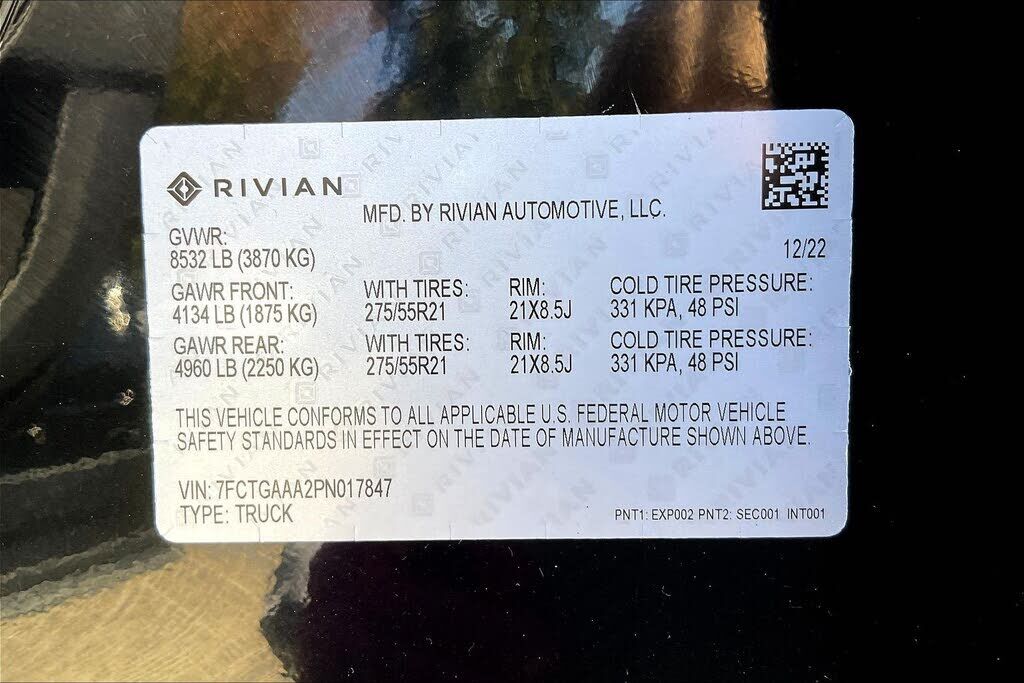 RIVIAN
MFD. BY RIVIAN AUTOMOTIVE, LLC.
GVWR:
8532 LB (3870 KG)
12/22
GAWR FRONT: WITH TIRES: RIM: COLD TIRE PRESSURE:
4134 LB (1875 KG) 275/55R21 21X8.5J 331 KPA, 48 PSI
GAWR REAR: WITH TIRES: RIM: COLD TIRE PRESSURE:
4960 LB (2250 KG) 275/55R21 21X8.5J 331 KPA, 48 PSI
THIS VEHICLE CONFORMS TO ALL APPLICABLE U.S. FEDERAL MOTOR VEHICLE
SAFETY STANDARDS IN EFFECT ON THE DATE OF MANUFACTURE SHOWN ABOVE.
VIN: 7FCTGAAA2PN017847
TYPE: TRUCK
PNT1: EXP002 PNT2: SEC001 INT001